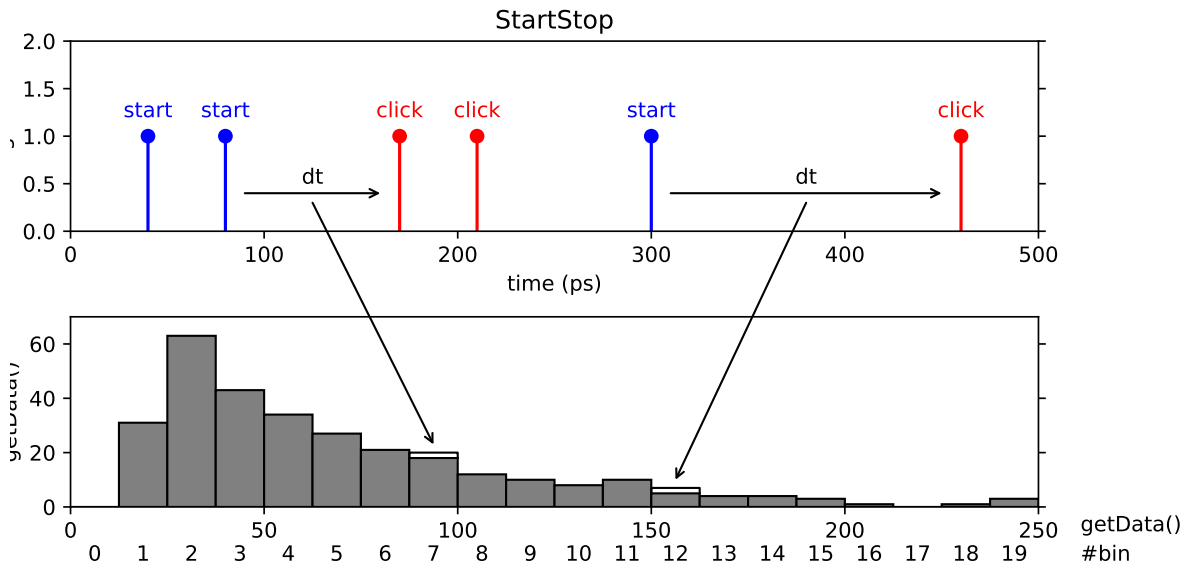 StartStop
2.0
1.5
1.0
0.5
0.0
start start click click start click
dt dt
0 100 200 300 400 500
time (ps)
getData()
60
40
20
0
0 50 100 150 200 250 getData()
0 1 2 3 4 5 6 7 8 9 10 11 12 13 14 15 16 17 18 19 #bin